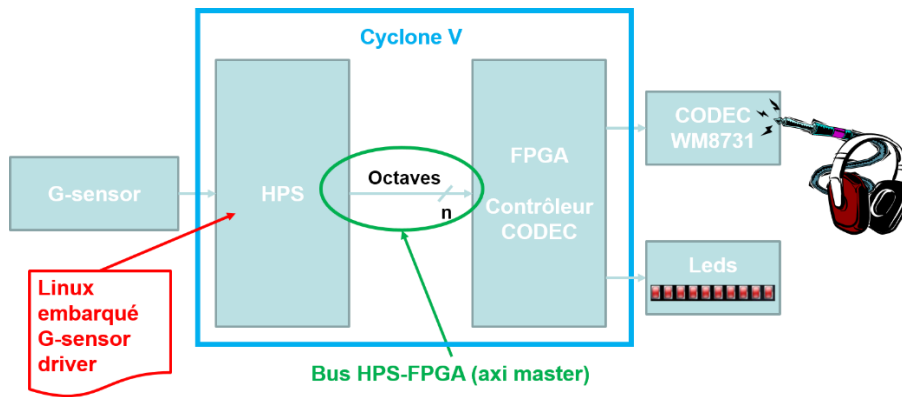 Cyclone V
G-sensor
HPS
Octaves
n
FPGA
Contrôleur
CODEC
CODEC
WM8731
Leds
Linux
embarqué
G-sensor
driver
Bus HPS-FPGA (axi master)